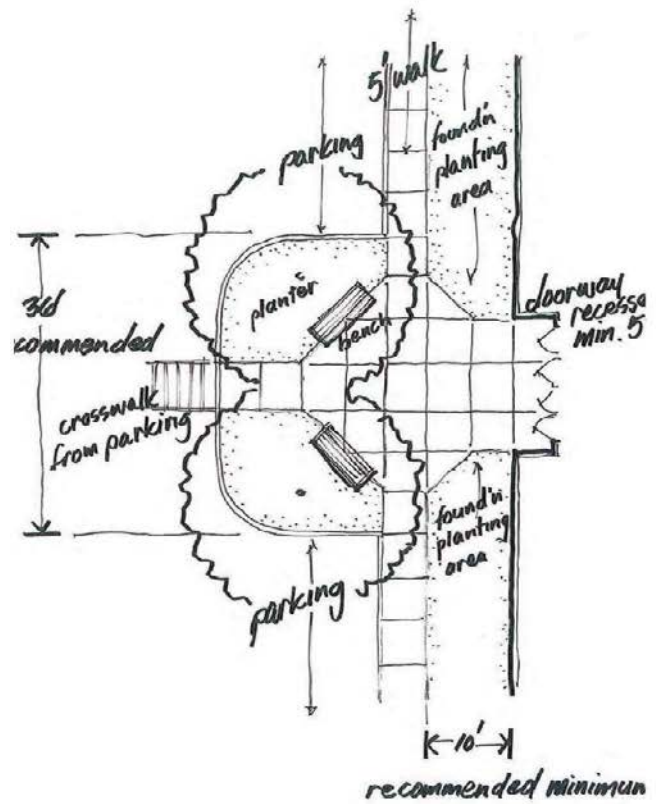 5' walk
parking
found'n
planting
area
planter
bench
doorway
recesse
min. 5
commended
crosswalk
from parking
found'n
planting
area
parking
10'
recommended minimum